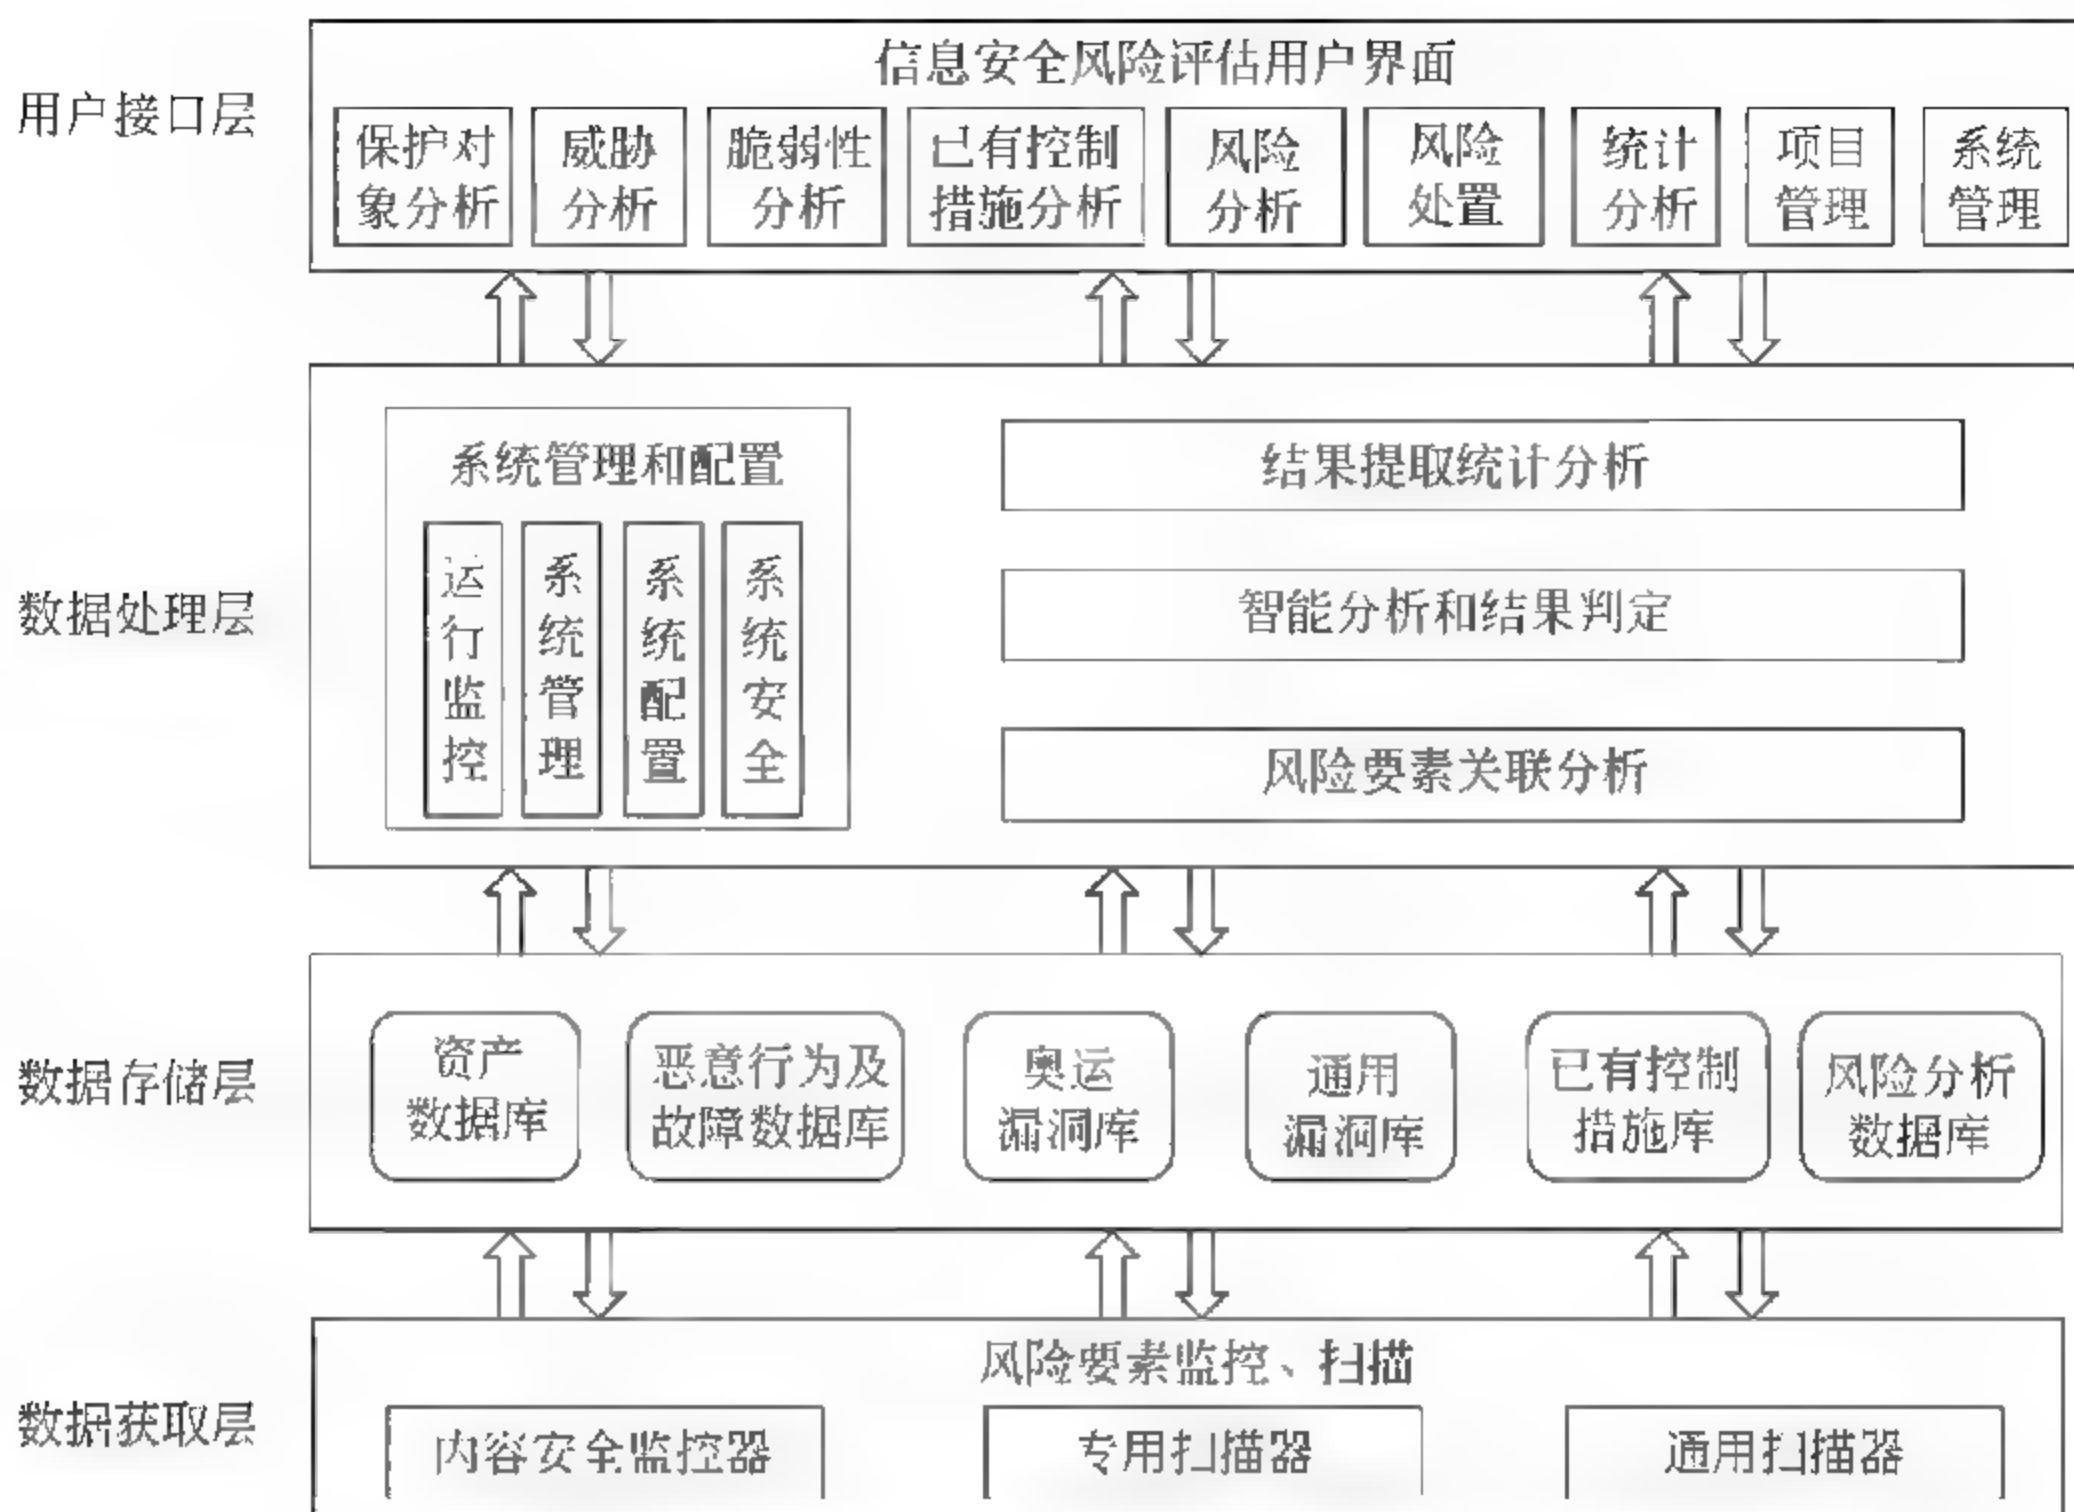 用户接口层
信息安全风险评估用户界面
保护对
象分析
威胁
分析
脆弱性
分析
已有控制
措施分析
风险
分析
风险
处置
统计
分析
项目
管理
系统
管理
数据处理层
系统管理和配置
运行监控
系统管理
系统配置
系统安全
结果提取统计分析
智能分析和结果判定
风险要素关联分析
数据存储层
资产
数据库
恶意行为及
故障数据库
奥运
漏洞库
通用
漏洞库
已有控制
措施库
风险分析
数据库
数据获取层
风险要素监控、扫描
内容安全监控器
专用扫描器
通用扫描器